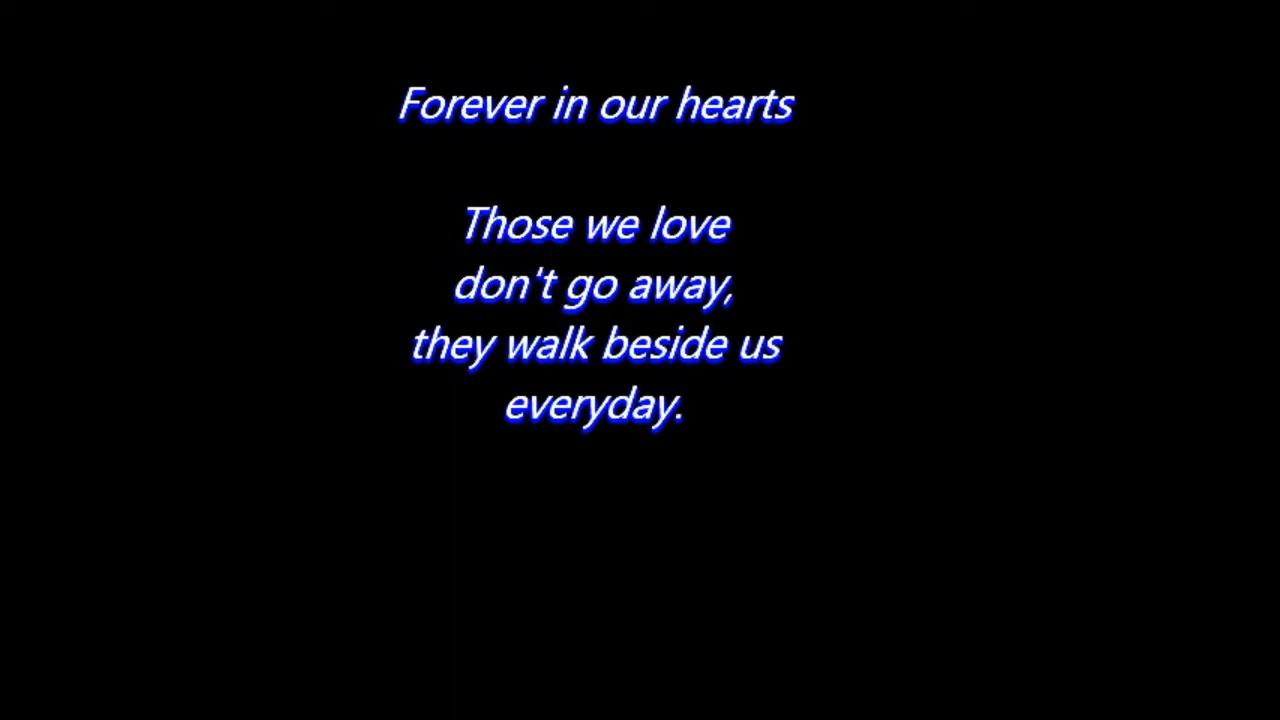 Forever in our hearts
Those we love
don't go away,
they walk beside us
everyday.